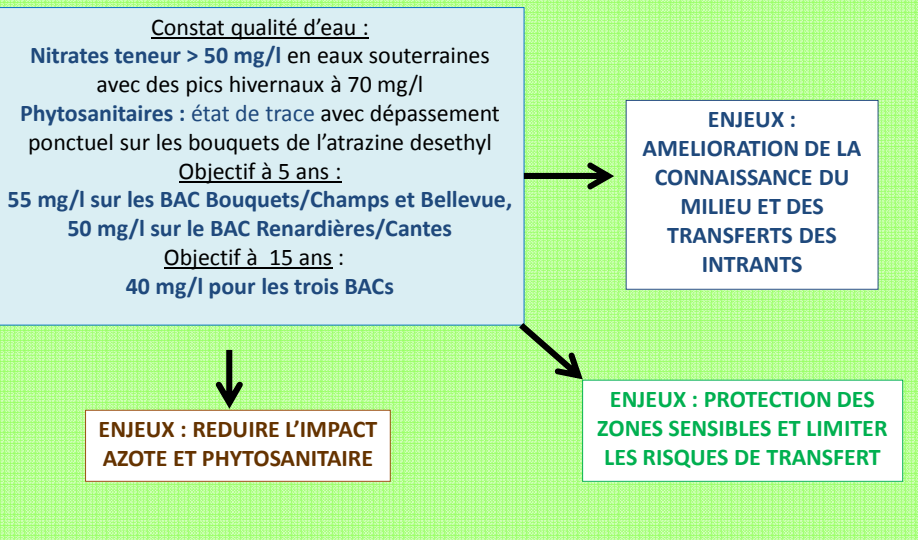 Constat qualité d'eau :
Nitrates teneur > 50 mg/l en eaux souterraines
avec des pics hivernaux à 70 mg/l
Phytosanitaires : état de trace avec dépassement
ponctuel sur les bouquets de l'atrazine desethyl
Objectif à 5 ans :
55 mg/l sur les BAC Bouquets/Champs et Bellevue,
50 mg/l sur le BAC Renardières/Cantes
Objectif à 15 ans :
40 mg/l pour les trois BACs
ENJEUX :
AMELIORATION DE LA
CONNAISSANCE DU
MILIEU ET DES
TRANSFERTS DES
INTRANTS
ENJEUX : REDUIRE L'IMPACT
AZOTE ET PHYTOSANITAIRE
ENJEUX : PROTECTION DES
ZONES SENSIBLES ET LIMITER
LES RISQUES DE TRANSFERT